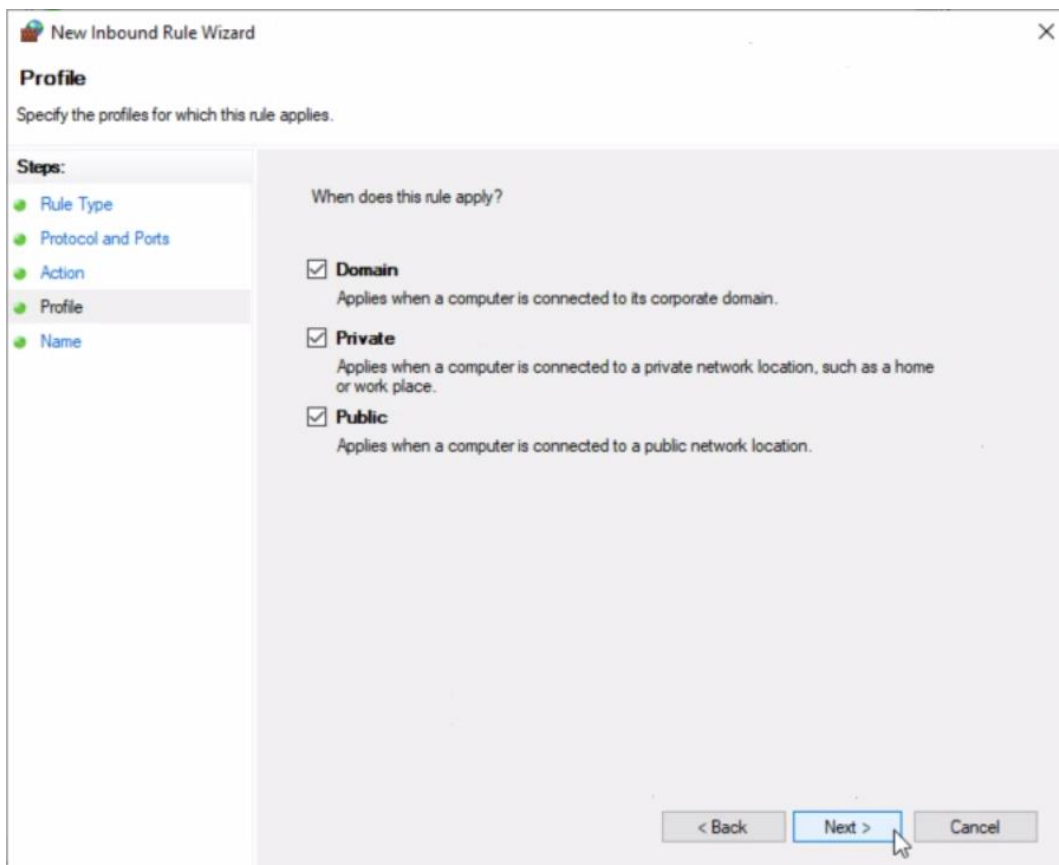 New Inbound Rule Wizard
Profile
Specify the profiles for which this rule applies.
Steps:
Rule Type
Protocol and Ports
Action
Profile
Name
When does this rule apply?
Domain
Applies when a computer is connected to its corporate domain.
Private
Applies when a computer is connected to a private network location, such as a home
or work place.
Public
Applies when a computer is connected to a public network location.
< Back
Next >
Cancel